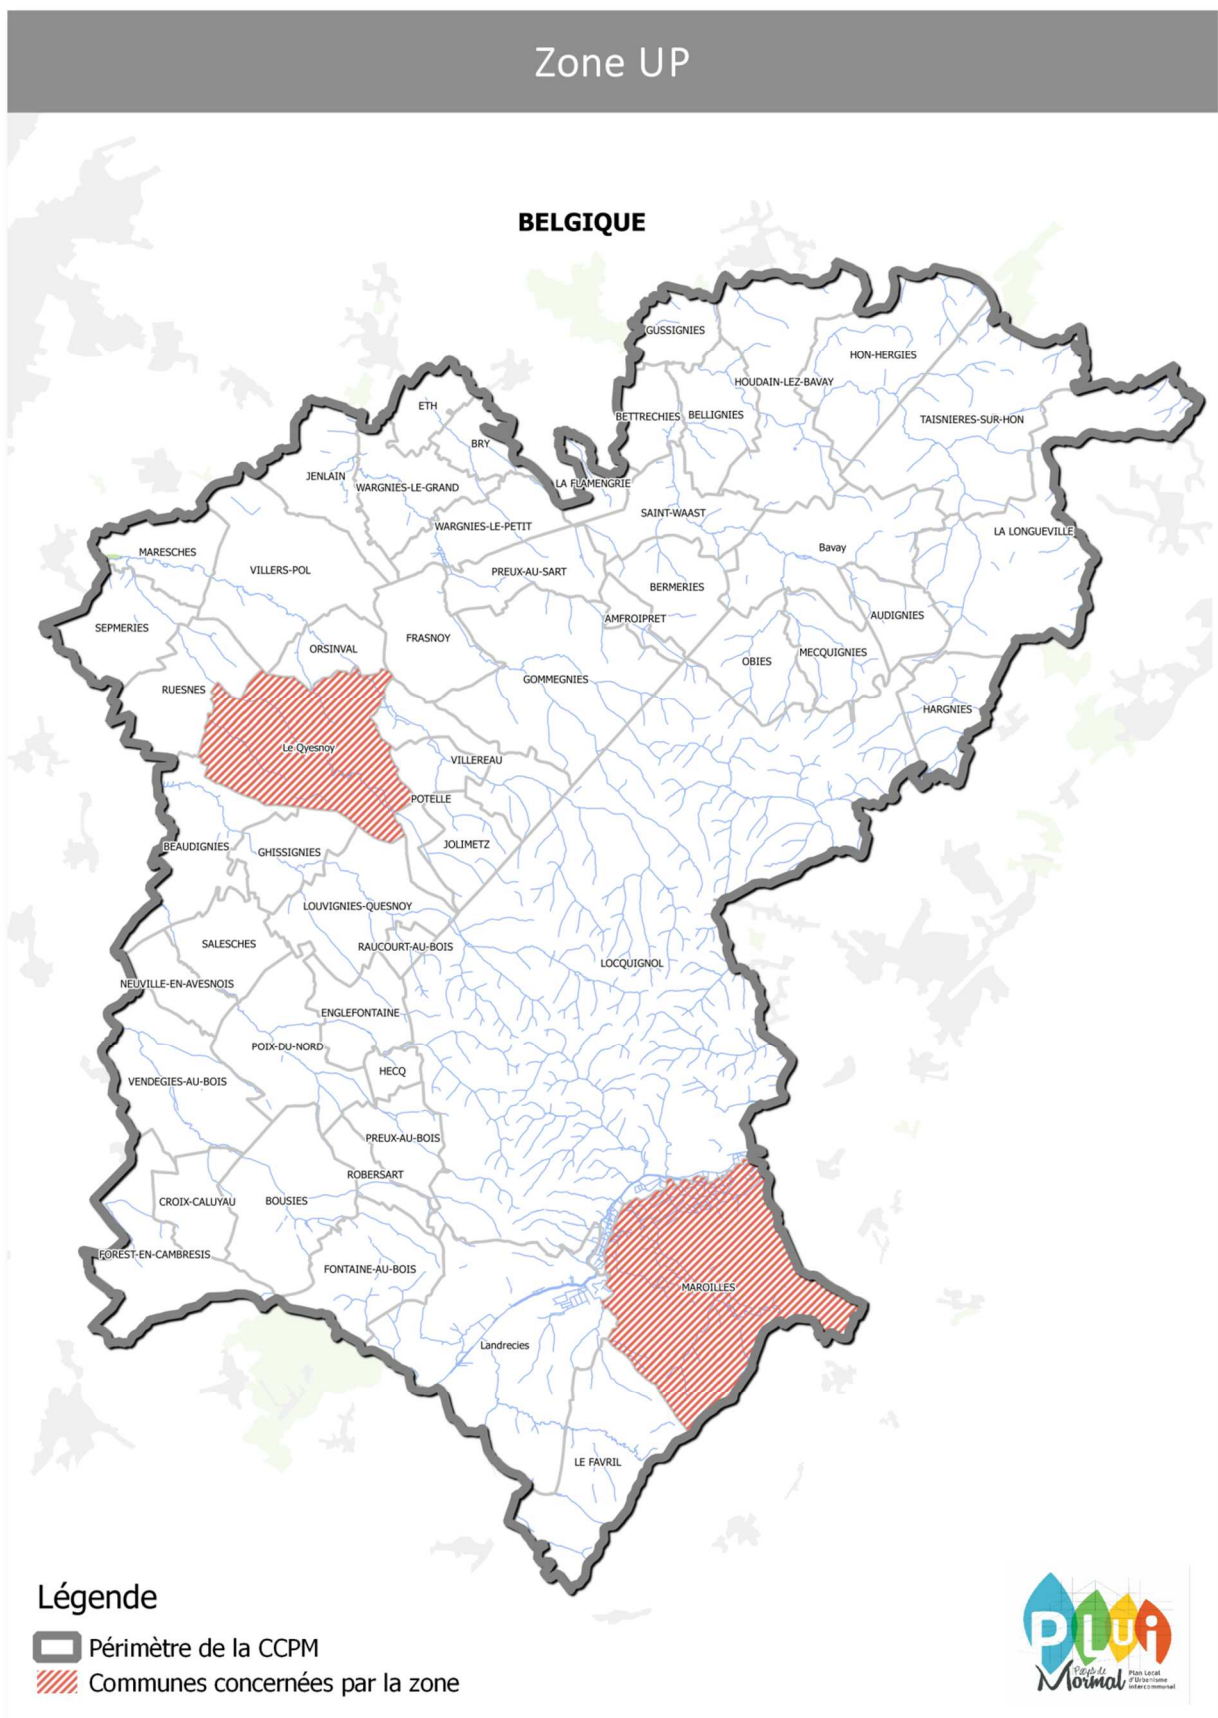 Zone UP
BELGIQUE
GUSSIGNIES
HON-HERGIES
HOUDAIN-LEZ-BAVAY
ETH
BETTRECHIES
BELLIGNIES
TAISNIERES-SUR-HON
BRY
JENLAIN
WARGNIES-LE-GRAND
LA FLAMENGRIE
SAINT-WAAST
WARGNIES-LE-PETIT
LA LONGUEVILLE
MARESCHES
Bavay
VILLERS-POL
PREUX-AU-SART
BERMERIES
AMFROIPRET
AUDIGNIES
SEPMERIES
FRASNOY
ORSINVAL
MECQUIGNIES
OBIES
GOMMEGNIES
RUESNES
HARGNIES
Le Qyesnoy
VILLEREAU
POTELLE
BEAUDIGNIES
GHISSIGNIES
JOLIMETZ
LOUVIGNIES-QUESNOY
SALESCHES
RAUCOURT-AU-BOIS
LOCQUIGNOL
NEUVILLE-EN-AVESNOIS
ENGLEFONTAINE
POIX-DU-NORD
HECQ
VENDEGIES-AU-BOIS
PREUX-AU-BOIS
ROBERSART
CROIX-CALUYAU
BOUSIES
FOREST-EN-CAMBRESIS
FONTAINE-AU-BOIS
MAROILLES
Landrecies
LE FAVRIL
Légende
Périmètre de la CCPM
Communes concernées par la zone
PLUi
Pays de
Mormal
Plan Local
d'Urbanisme
intercommunal